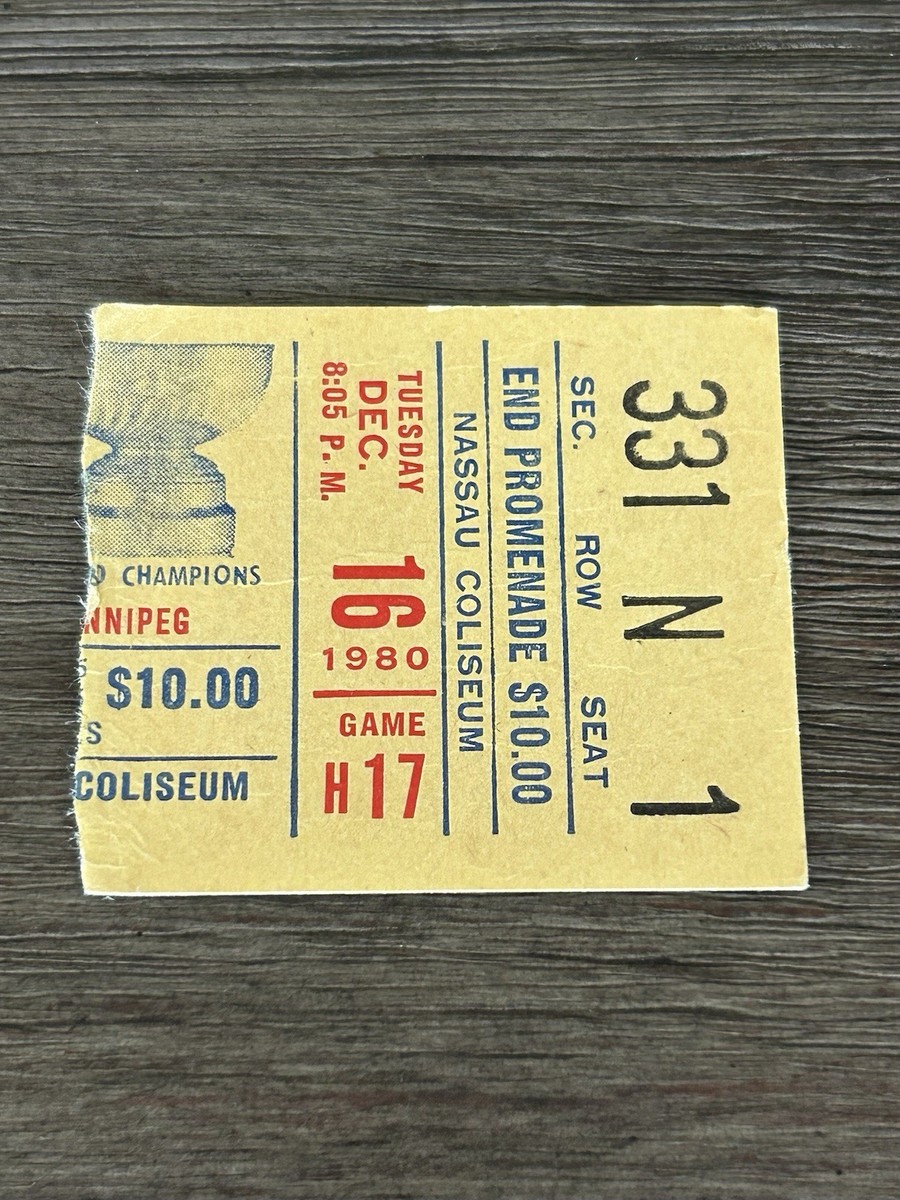 CHAMPIONS
NNIPEG
$10.00
S
COLISEUM
TUESDAY
DEC. 16
8:05 P.M. 1980
GAME
H17
NASSAU COLISEUM
END PROMENADE $10.00
SEC. ROW SEAT
331 N 1